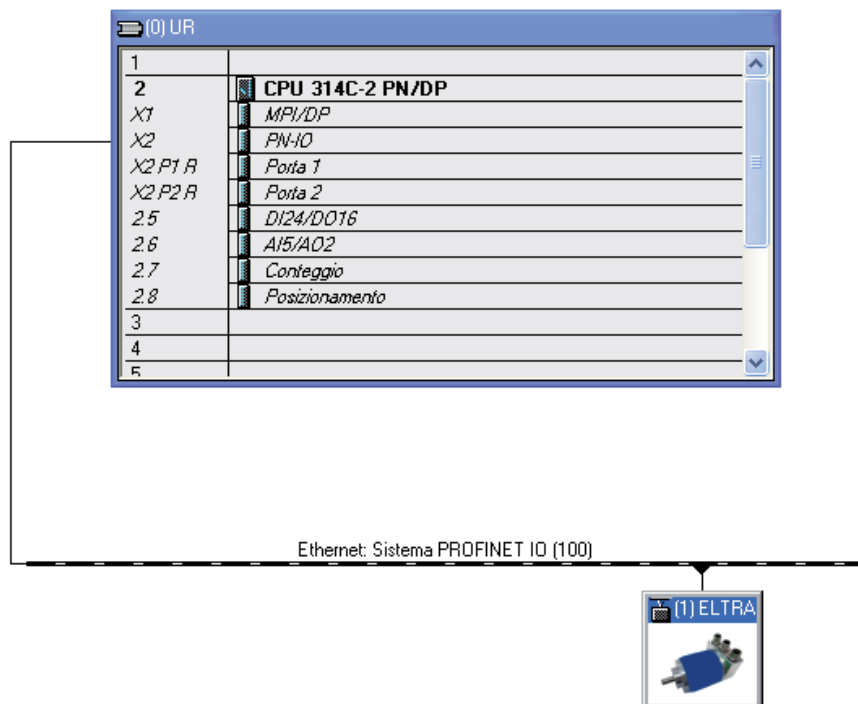 (0) UR
1
2 CPU 314C-2 PN/DP
X1 MPI/DP
X2 PN-IO
X2 P1 R Porta 1
X2 P2 R Porta 2
2.5 DI24/DO16
2.6 AI5/AO2
2.7 Conteggio
2.8 Posizionamento
3
4
5
Ethernet: Sistema PROFINET IO (100)
(1) ELTRA